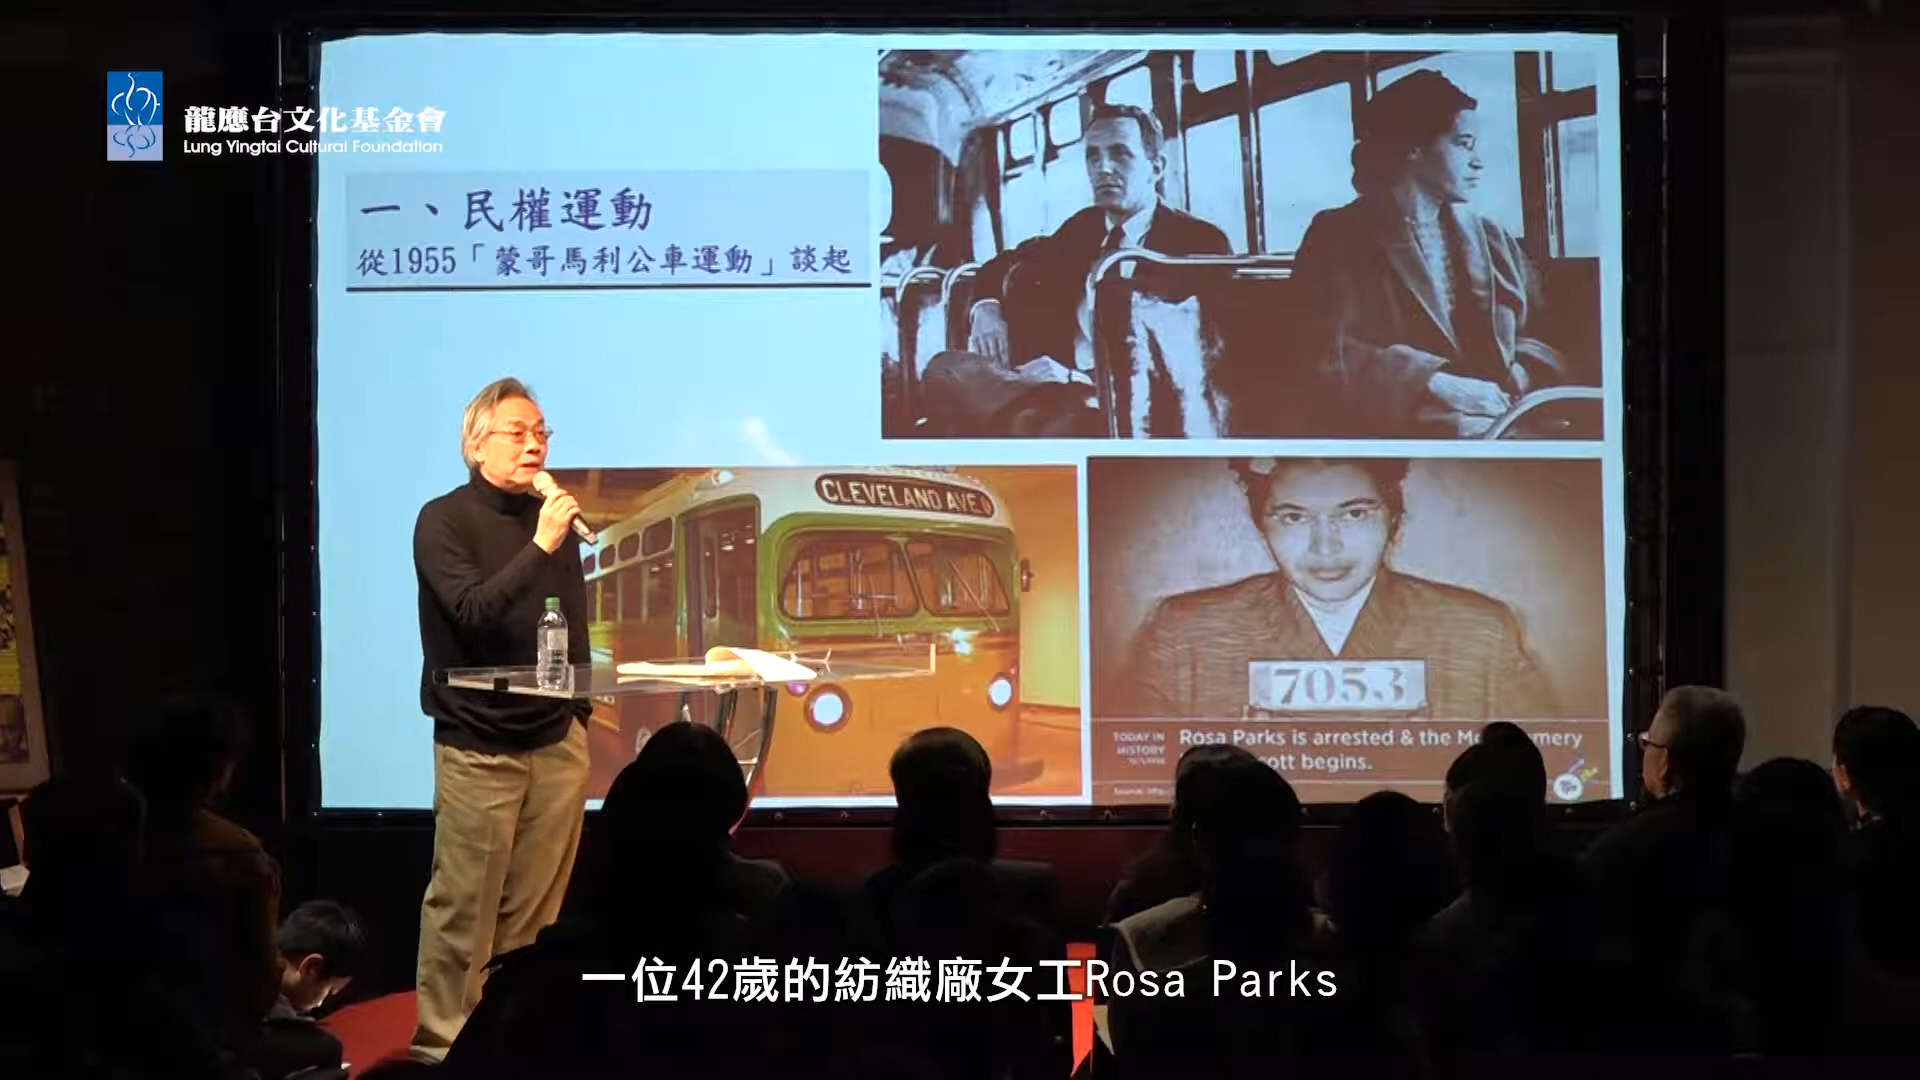 龍應台文化基金會
Lung Yingtai Cultural Foundation
一、民權運動
從1955「蒙哥馬利公車運動」談起
CLEVELAND AVE
7053
TODAY IN
HISTORY
Rosa Parks is arrested & the
begins.
一位42歲的紡織廠女工Rosa Parks